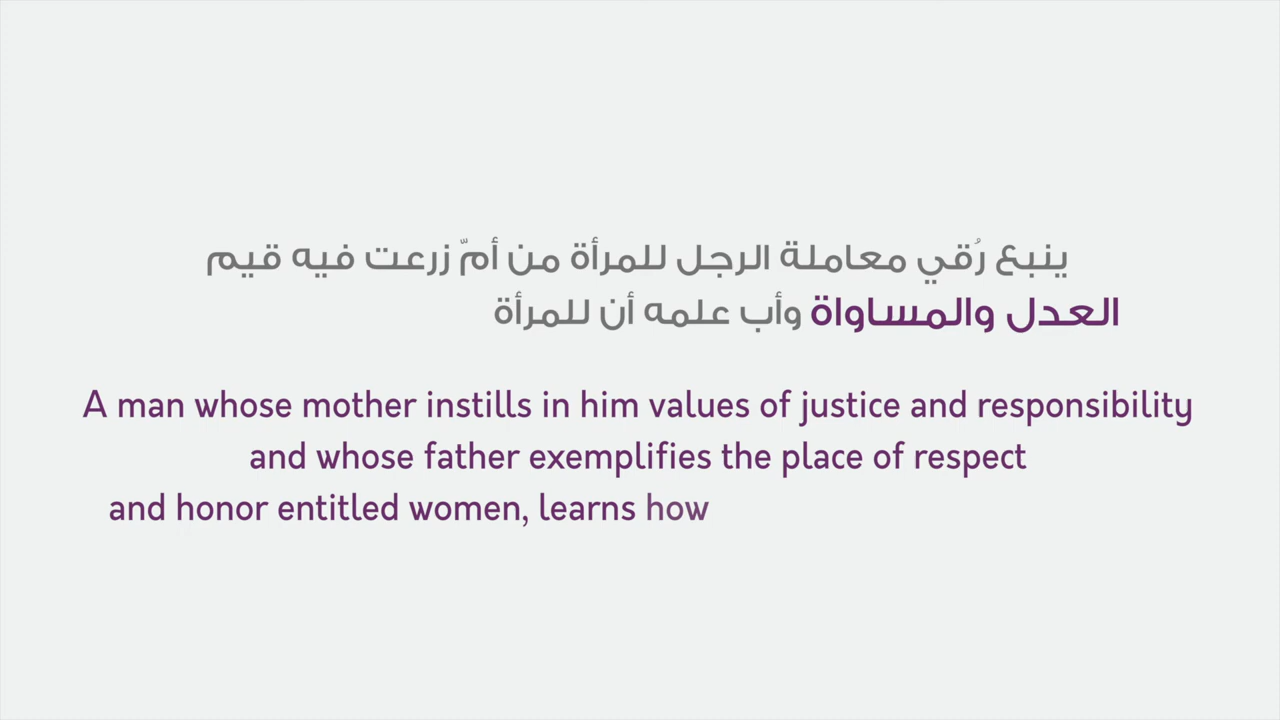 ينبع رُقي معاملة الرجل للمرأة من أمّ زرعت فيه قيم
العدل والمساواة وأب علمه أن للمرأة
A man whose mother instills in him values of justice and responsibility
and whose father exemplifies the place of respect
and honor entitled women, learns how